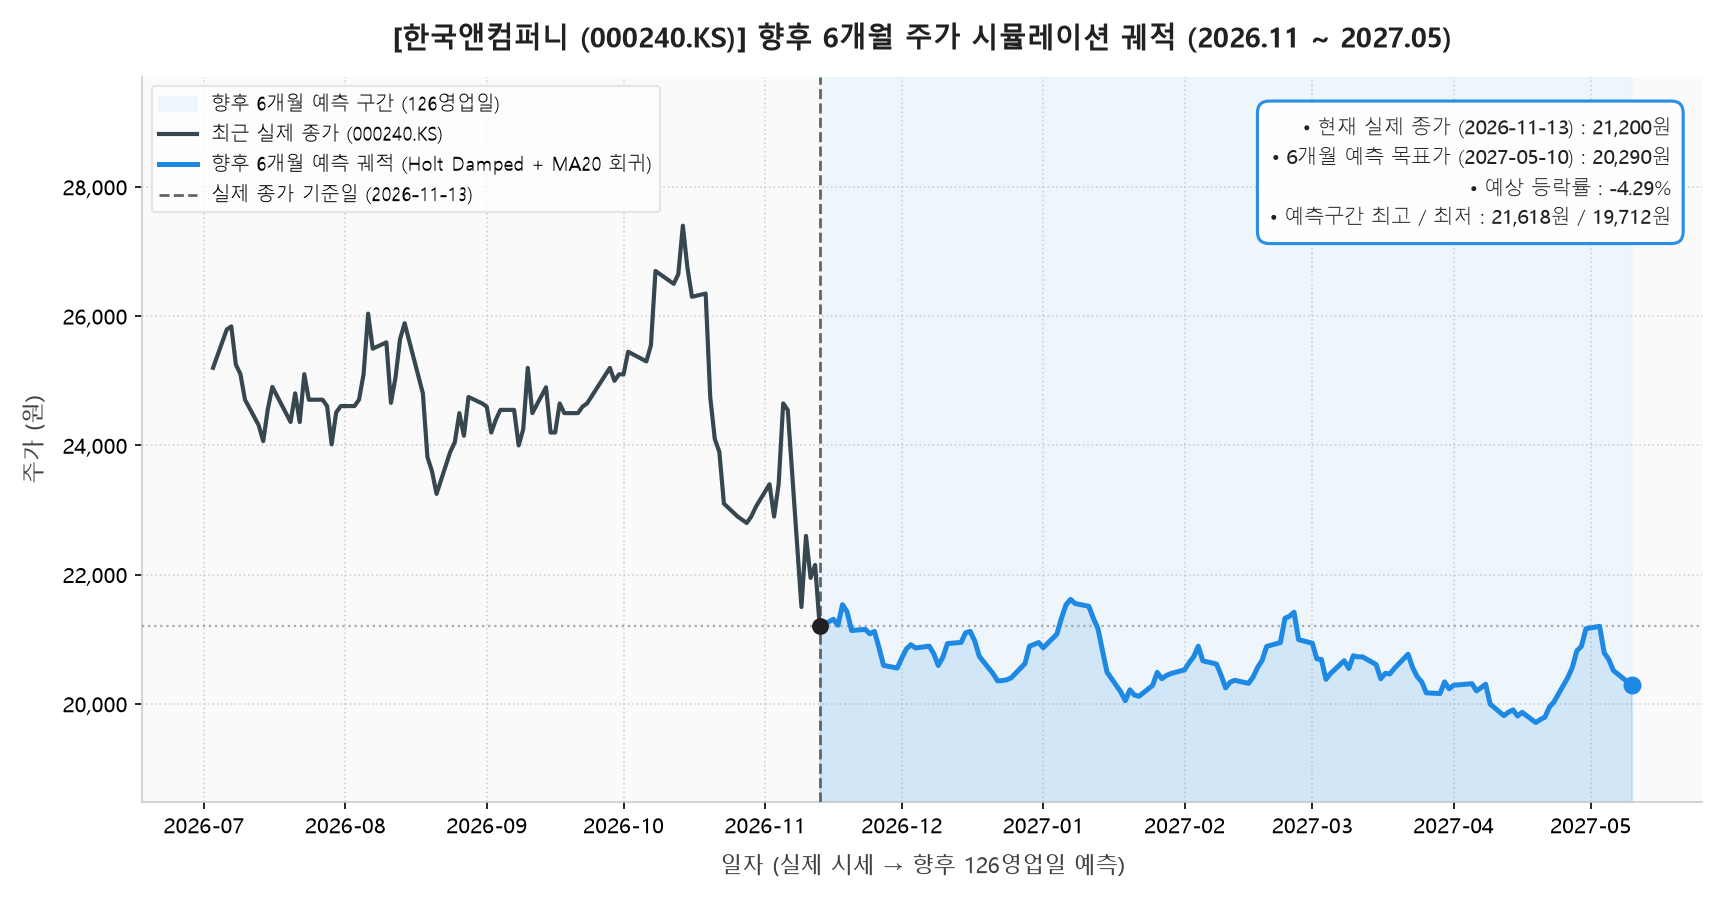 [한국앤컴퍼니 (000240.KS)] 향후 6개월 주가 시뮬레이션 궤적 (2026.11 ~ 2027.05)
향후 6개월 예측 구간 (126영업일)
최근 실제 종가 (000240.KS)
향후 6개월 예측 궤적 (Holt Damped + MA20 회귀)
실제 종가 기준일 (2026-11-13)
• 현재 실제 종가 (2026-11-13) : 21,200원
• 6개월 예측 목표가 (2027-05-10) : 20,290원
• 예상 등락률 : -4.29%
• 예측구간 최고 / 최저 : 21,618원 / 19,712원
주가 (원)
28,000
26,000
24,000
22,000
20,000
2026-07 2026-08 2026-09 2026-10 2026-11 2026-12 2027-01 2027-02 2027-03 2027-04 2027-05
일자 (실제 시세 → 향후 126영업일 예측)